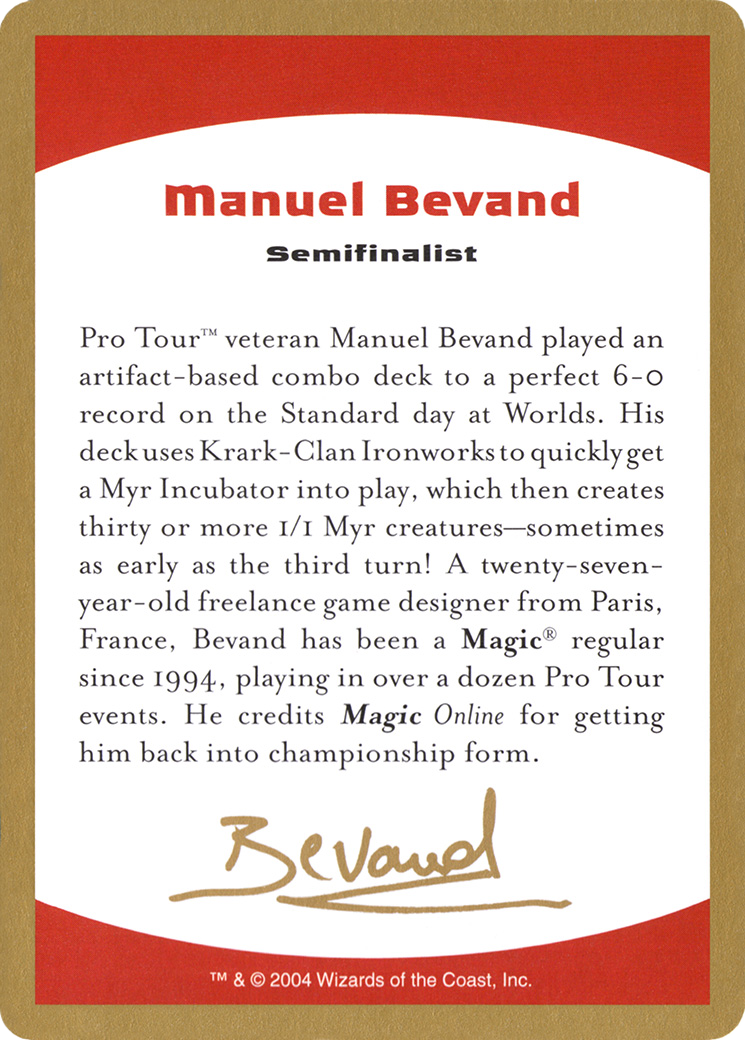 Manuel Bevand
Semifinalist
Pro Tour™ veteran Manuel Bevand played an
artifact-based combo deck to a perfect 6-0
record on the Standard day at Worlds. His
deck uses Krark-Clan Ironworks to quickly get
a Myr Incubator into play, which then creates
thirty or more 1/1 Myr creatures—sometimes
as early as the third turn! A twenty-seven-
year-old freelance game designer from Paris,
France, Bevand has been a Magic® regular
since 1994, playing in over a dozen Pro Tour
events. He credits Magic Online for getting
him back into championship form.
Bevand
™ & © 2004 Wizards of the Coast, Inc.